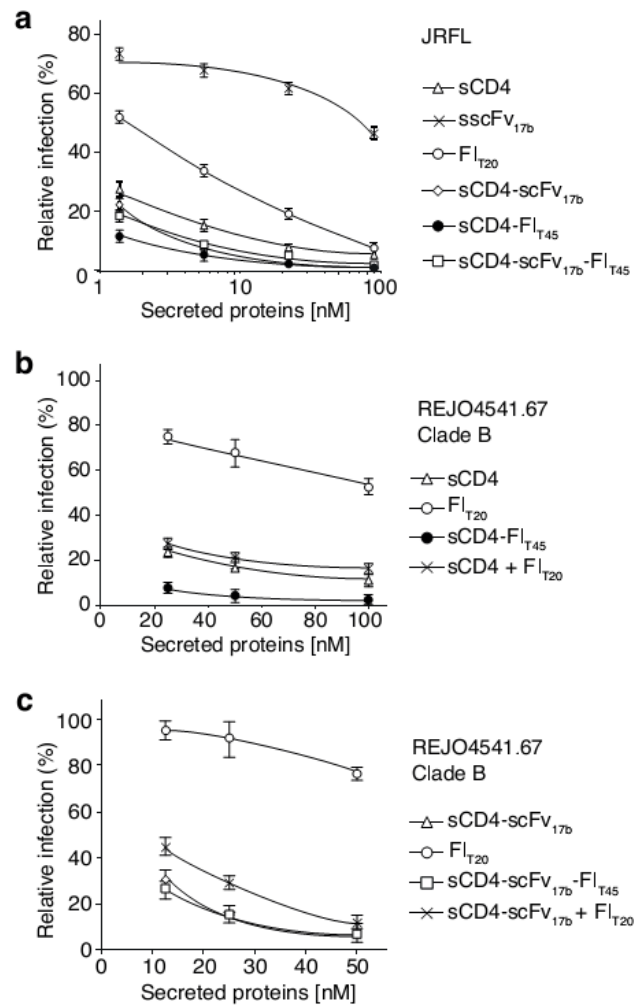 a
JRFL
Relative infection (%)
80
60
40
20
0
1
10
100
Secreted proteins [nM]
sCD4
sscFv17b
FIT20
sCD4-scFv17b
sCD4-FIT45
sCD4-scFv17b-FIT45
b
REJO4541.67
Clade B
Relative infection (%)
100
80
60
40
20
0
0
20
40
60
80
100
Secreted proteins [nM]
sCD4
FIT20
sCD4-FIT45
sCD4 + FIT20
c
REJO4541.67
Clade B
Relative infection (%)
100
80
60
40
20
0
0
10
20
30
40
50
Secreted proteins [nM]
sCD4-scFv17b
FIT20
sCD4-scFv17b-FIT45
sCD4-scFv17b + FIT20